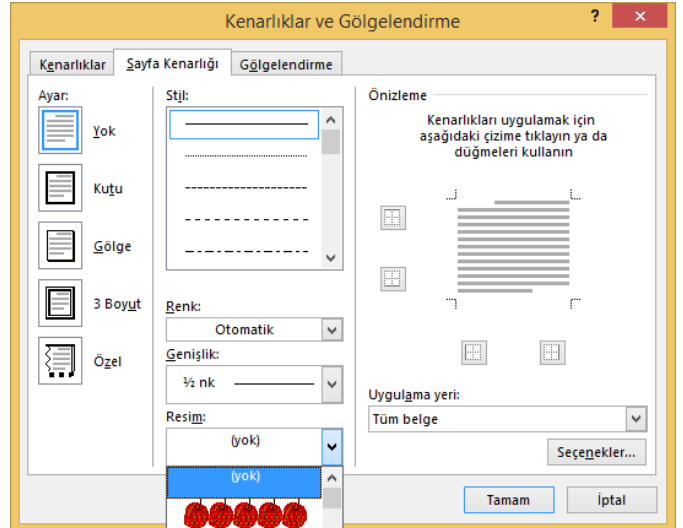 Kenarlıklar ve Gölgelendirme
?
Kenarlıklar
Sayfa Kenarlığı
Gölgelendirme
Ayar:
Yok
Kutu
Gölge
3 Boyut
Özel
Stil:
Renk:
Otomatik
Genişlik:
½ nk
Resim:
(yok)
(yok)
Önizleme
Kenarlıkları uygulamak için
aşağıdaki çizime tıklayın ya da
düğmeleri kullanın
Uygulama yeri:
Tüm belge
Seçenekler...
Tamam
İptal